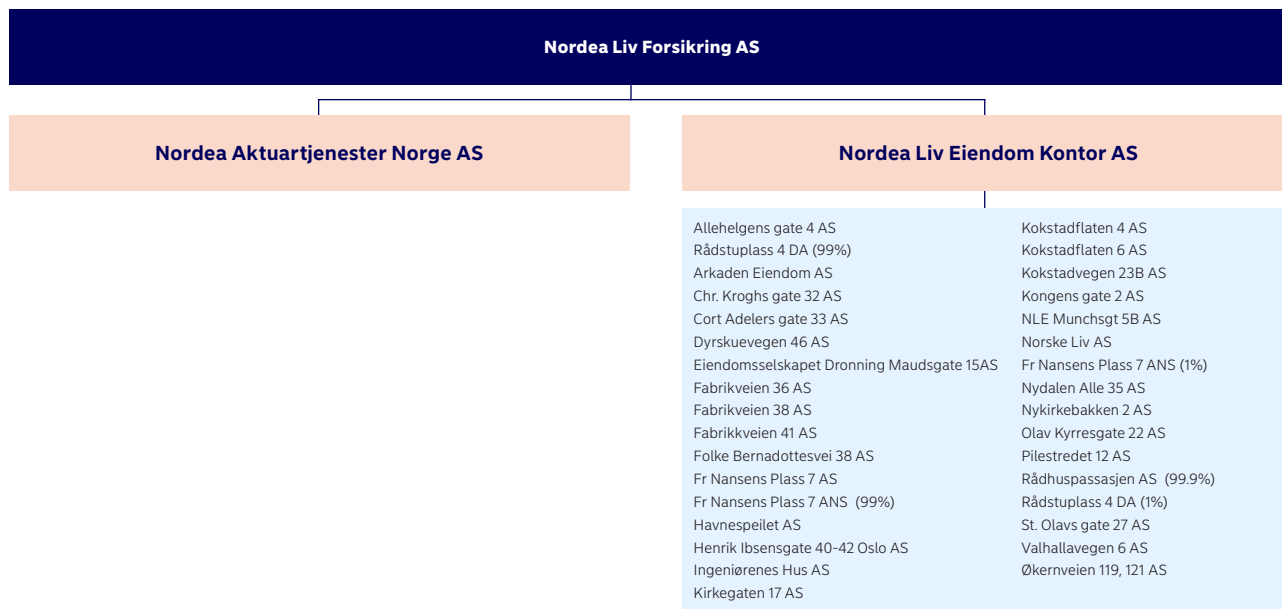 Nordea Liv Forsikring AS
Nordea Aktuartjenester Norge AS
Nordea Liv Eiendom Kontor AS
Allehelgens gate 4 AS
Rådstuplass 4 DA (99%)
Arkaden Eiendom AS
Chr. Kroghs gate 32 AS
Cort Adelers gate 33 AS
Dyrskuevegen 46 AS
Eiendomsselskapet Dronning Maudsgate 15AS
Fabrikveien 36 AS
Fabrikveien 38 AS
Fabrikkveien 41 AS
Folke Bernadottesvei 38 AS
Fr Nansens Plass 7 AS
Fr Nansens Plass 7 ANS (99%)
Havnespeilet AS
Henrik Ibsensgate 40-42 Oslo AS
Ingeniørenes Hus AS
Kirkegaten 17 AS
Kokstadflaten 4 AS
Kokstadflaten 6 AS
Kokstadvegen 23B AS
Kongens gate 2 AS
NLE Munchsgt 5B AS
Norske Liv AS
Fr Nansens Plass 7 ANS (1%)
Nydalen Alle 35 AS
Nykirkebakken 2 AS
Olav Kyrresgate 22 AS
Pilestredet 12 AS
Rådhuspassasjen AS (99.9%)
Rådstuplass 4 DA (1%)
St. Olavs gate 27 AS
Valhallavegen 6 AS
Økernveien 119, 121 AS